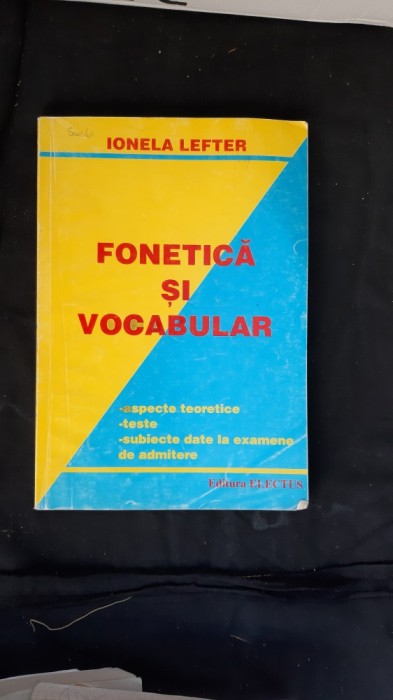 IONELA LEFTER
FONETICĂ
ȘI
VOCABULAR
-aspecte teoretice
-teste
-subiecte date la examene
de admitere
Editura ELECTUS